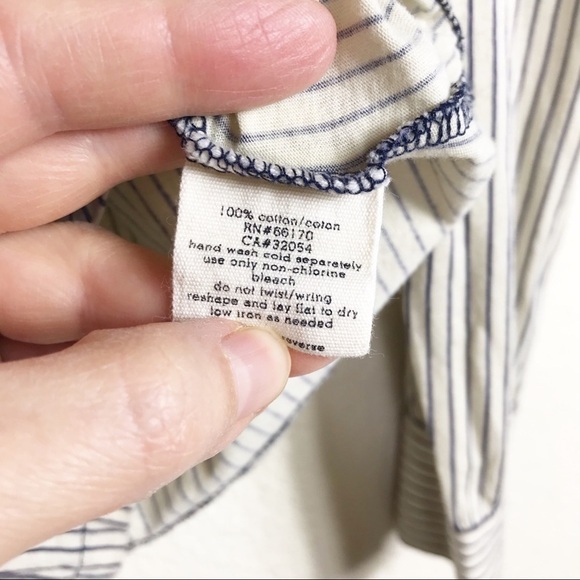 100% cotton/coton
RN#66170
CA#32054
hand wash cold separately
use only non-chlorine
bleach
do not twist/wring
reshape and lay flat to dry
low iron as needed
reverse